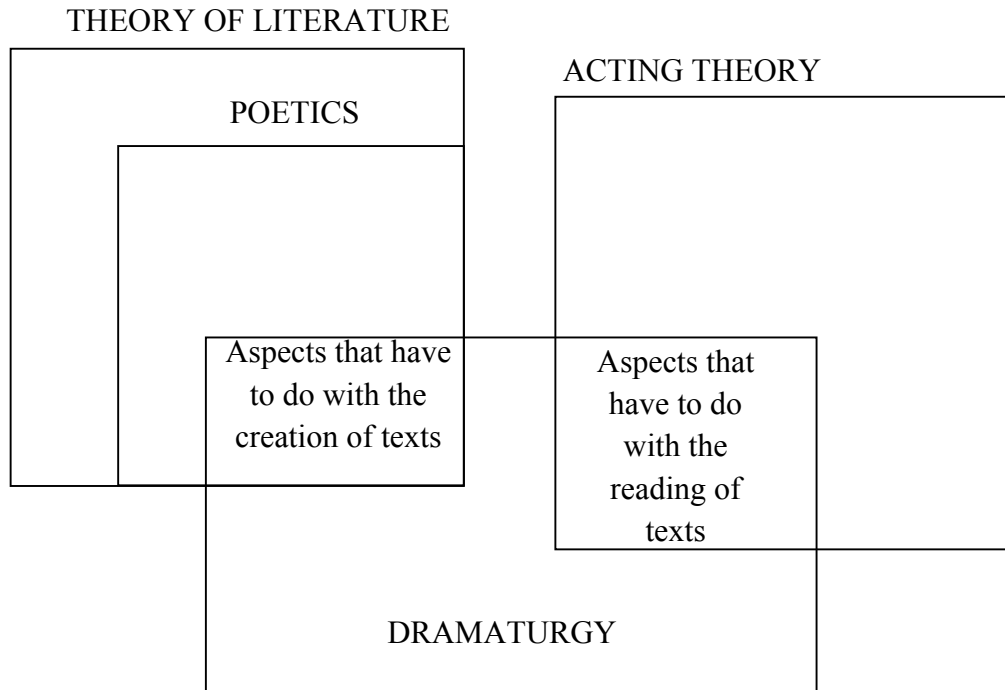 THEORY OF LITERATURE
ACTING THEORY
POETICS
Aspects that have
to do with the
creation of texts
Aspects that
have to do
with the
reading of
texts
DRAMATURGY